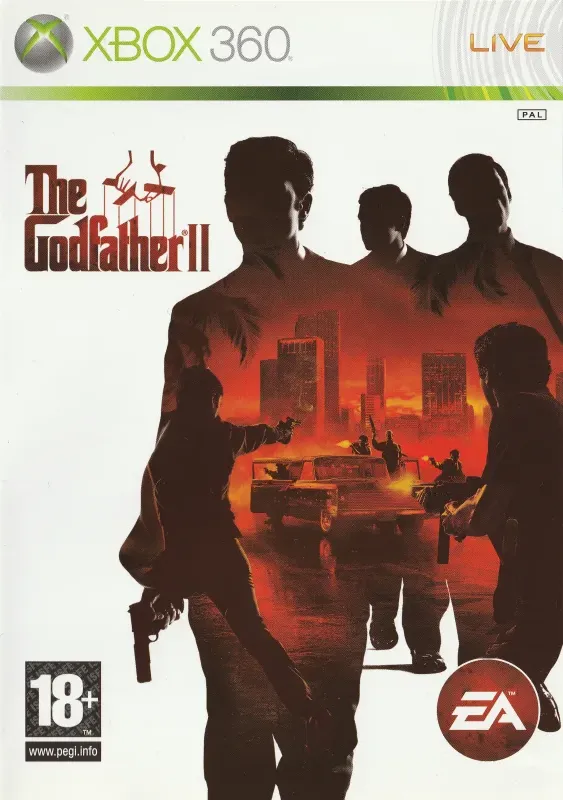 XBOX 360
LIVE
PAL
The
Godfather II
18+
www.pegi.info
EA